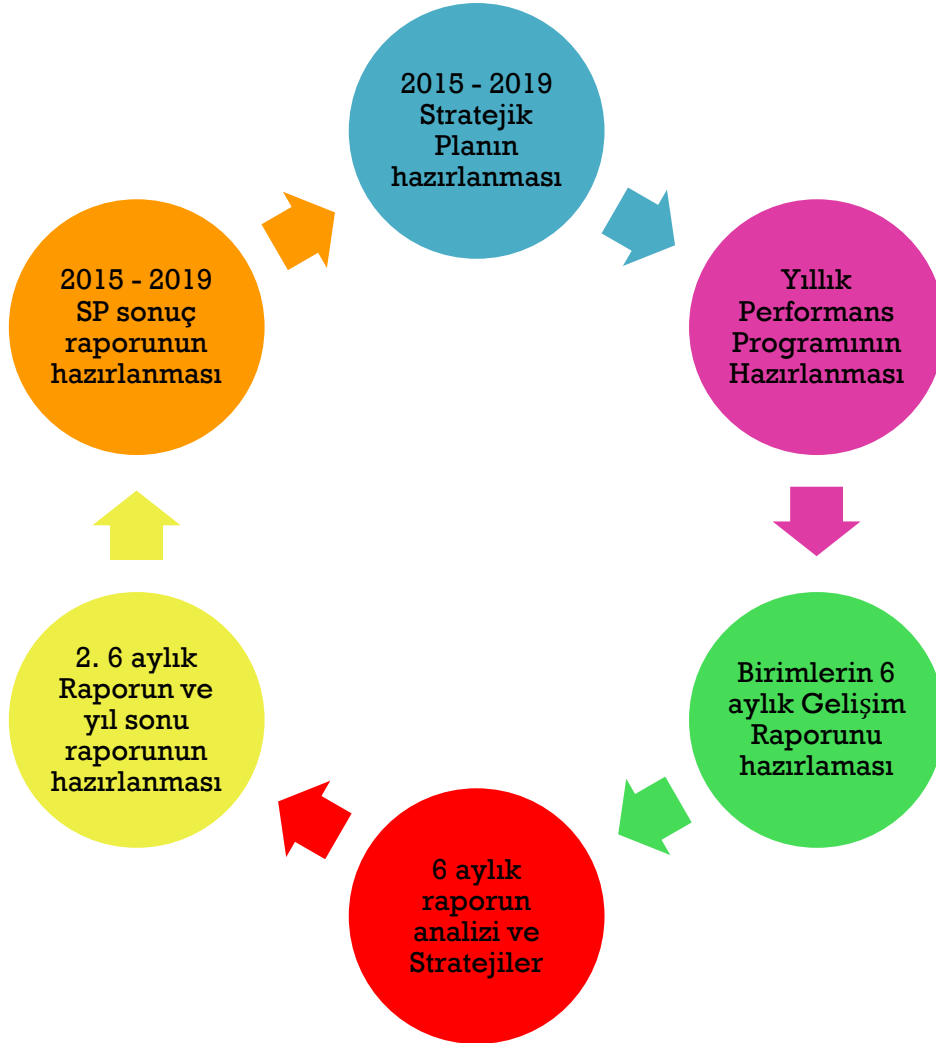 2015 - 2019
Stratejik
Planın
hazırlanması
Yıllık
Performans
Programının
Hazırlanması
Birimlerin 6
aylık Gelişim
Raporunu
hazırlaması
6 aylık
raporun
analizi ve
Stratejiler
2. 6 aylık
Raporun ve
yıl sonu
raporunun
hazırlanması
2015 - 2019
SP sonuç
raporunun
hazırlanması